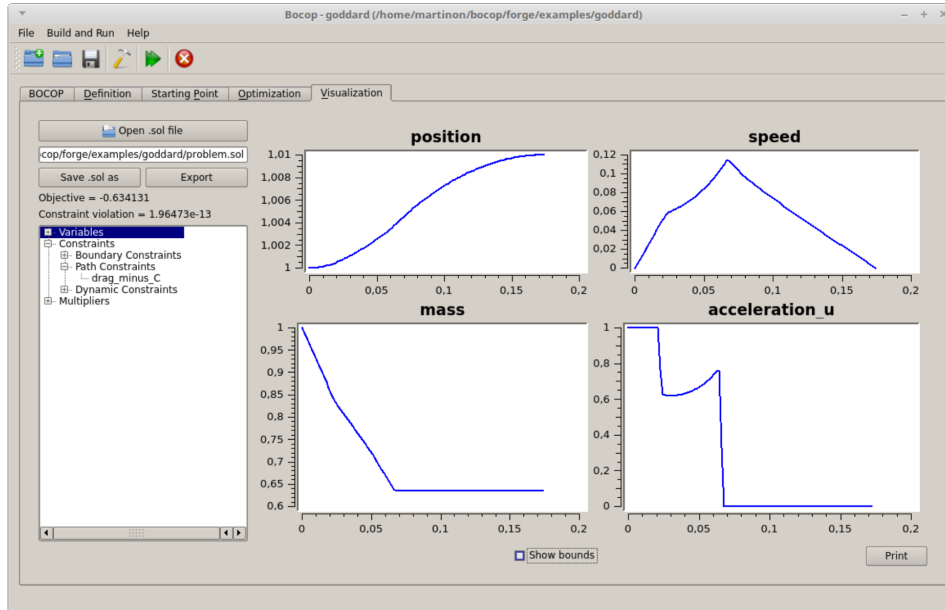 Bocop - goddard (/home/martinon/bocop/forge/examples/goddard)
File Build and Run Help
BOCOP Definition Starting Point Optimization Visualization
Open .sol file
cop/forge/examples/goddard/problem.sol
Save .sol as Export
Objective = -0.634131
Constraint violation = 1.96473e-13
Variables
Constraints
Boundary Constraints
Path Constraints
drag_minus_C
Dynamic Constraints
Multipliers
position
1,01
1,008
1,006
1,004
1,002
1
0 0,05 0,1 0,15 0,2
speed
0,12
0,1
0,08
0,06
0,04
0,02
0
0 0,05 0,1 0,15 0,2
mass
1
0,95
0,9
0,85
0,8
0,75
0,7
0,65
0,6
0 0,05 0,1 0,15 0,2
acceleration_u
1
0,8
0,6
0,4
0,2
0
0 0,05 0,1 0,15 0,2
Show bounds
Print